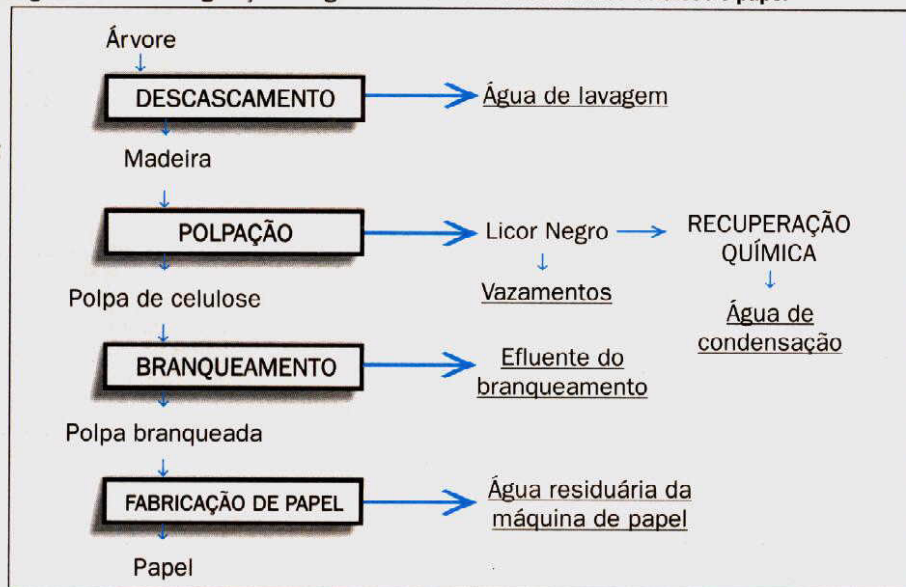 papel
Árvore
DESCASCAMENTO
Água de lavagem
Madeira
POLPAÇÃO
Licor Negro
RECUPERAÇÃO
QUÍMICA
Vazamentos
Água de
condensação
Polpa de celulose
BRANQUEAMENTO
Efluente do
branqueamento
Polpa branqueada
FABRICAÇÃO DE PAPEL
Água residuária da
máquina de papel
Papel